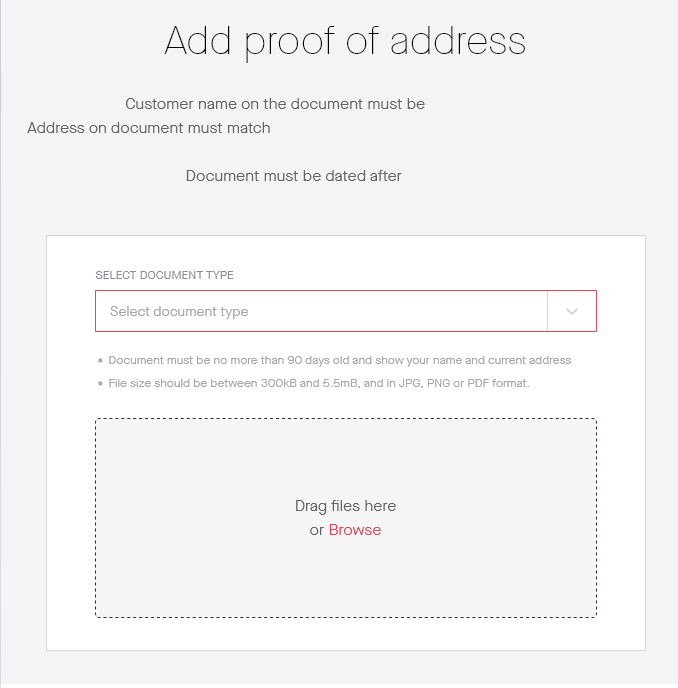 Add proof of address
Customer name on the document must be
Address on document must match
Document must be dated after
SELECT DOCUMENT TYPE
Select document type
Document must be no more than 90 days old and show your name and current address
File size should be between 300kB and 5.5mB, and in JPG, PNG or PDF format.
Drag files here
or Browse